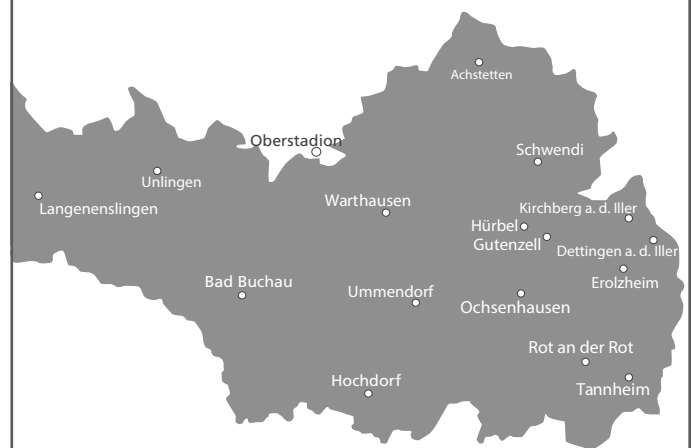 Achstetten
Oberstadion
Schwendi
Unlingen
Langenenslingen
Warthausen
Kirchberg a. d. Iller
Hürbel
Gutenzell
Dettingen a. d. Iller
Bad Buchau
Erolzheim
Ummendorf
Ochsenhausen
Rot an der Rot
Hochdorf
Tannheim